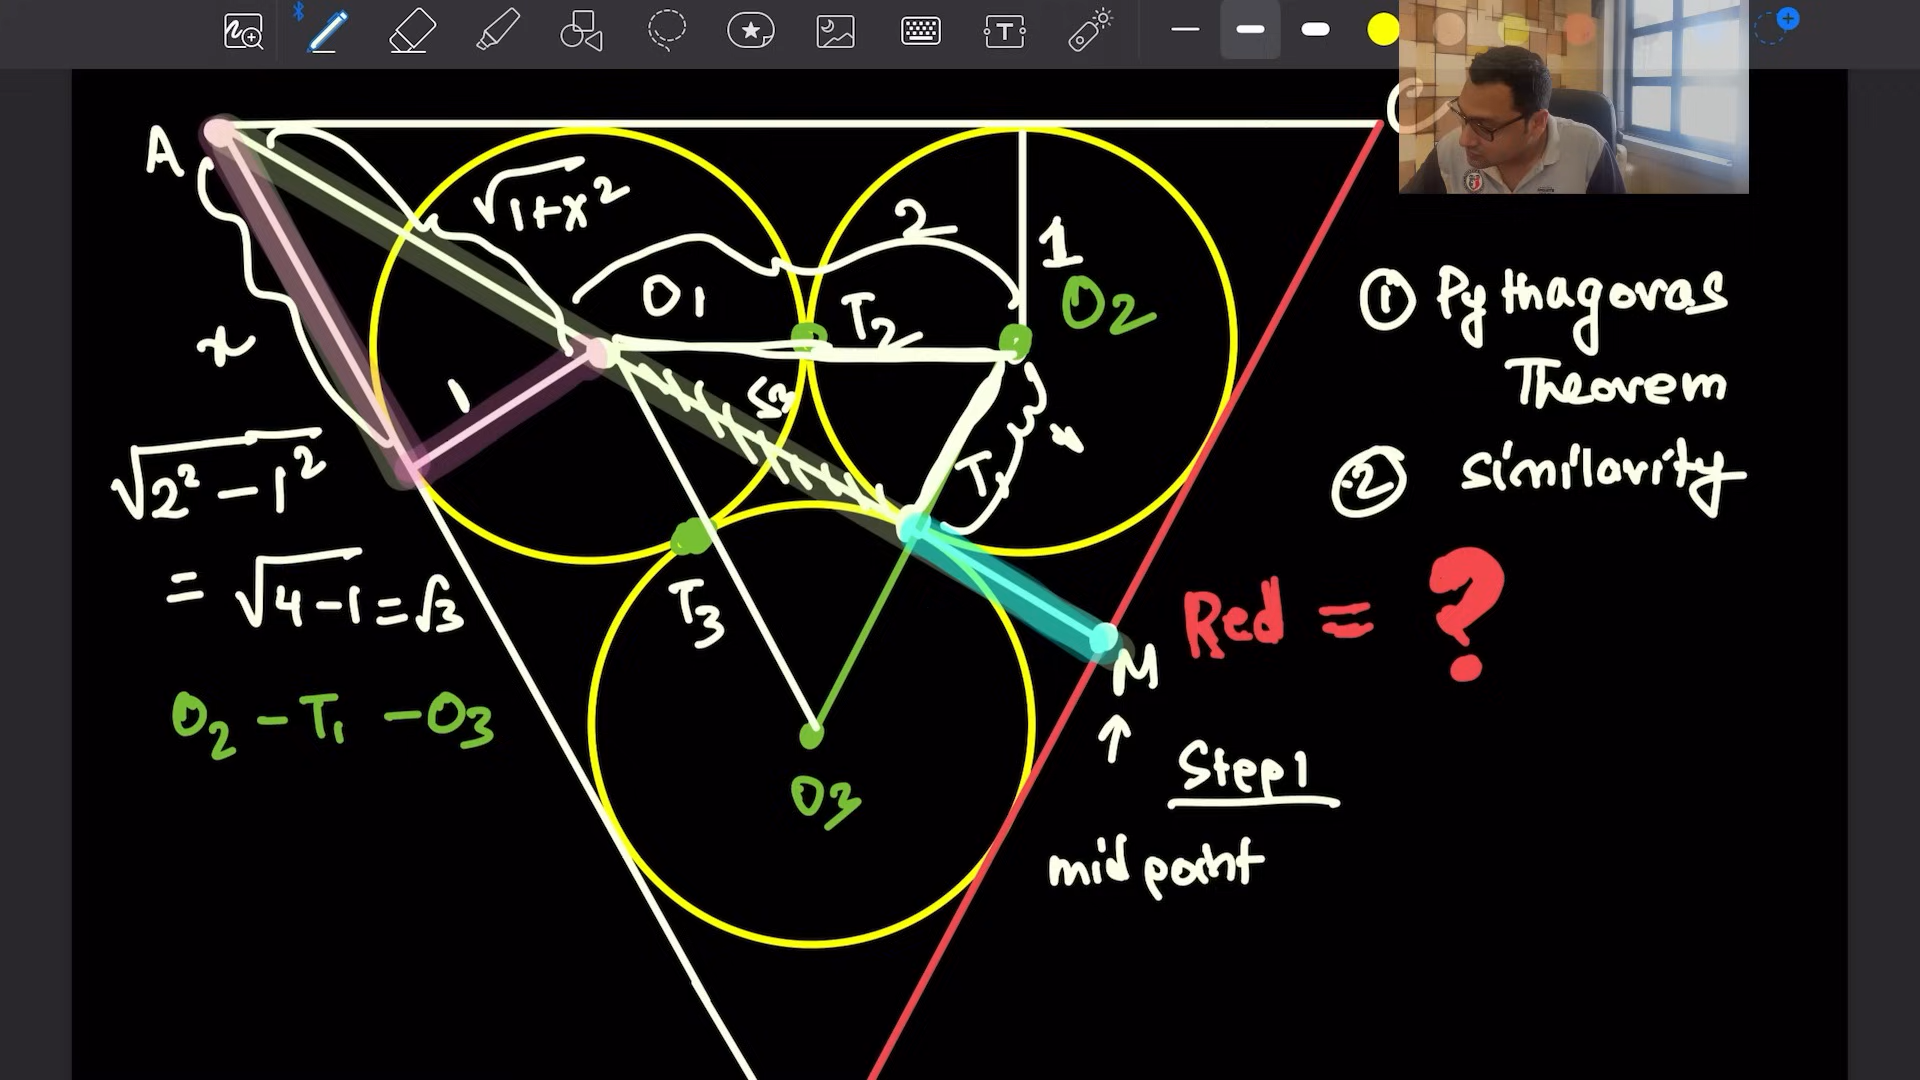 A
C
√1+x²
2
1
O1
T2
O2
① Pythagoras
Theorem
x
1
√3
T1
x
② similarity
√2² - 1²
= √4-1 = √3
T3
Red = ?
M
↑
O2 - T1 - O3
Step 1
O3
mid point